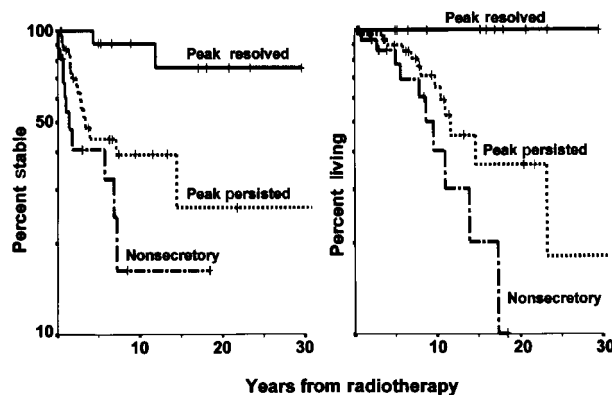 100
50
10
Percent stable
Peak resolved
Peak persisted
Nonsecretory
10
20
30
Percent living
Peak resolved
Peak persisted
Nonsecretory
0
10
20
30
Years from radiotherapy